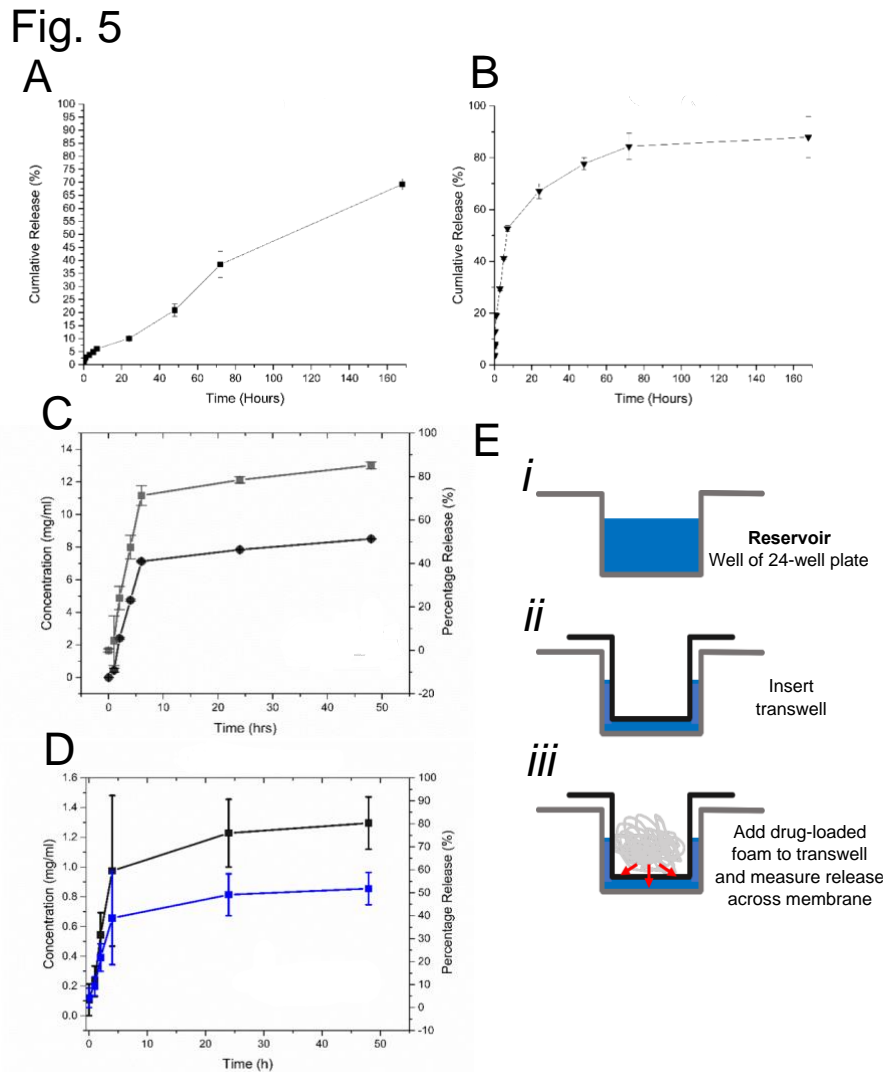 Fig. 5
A
100
95
90
85
80
75
70
65
60
55
50
45
40
35
30
25
20
15
10
5
0
Cumlative Release (%)
0 20 40 60 80 100 120 140 160
Time (Hours)
B
100
80
60
40
20
0
Cumulative Release (%)
0 20 40 60 80 100 120 140 160
Time (Hours)
C
14
12
10
8
6
4
2
0
Concentration (mg/ml)
100
80
60
40
20
0
-20
Percentage Release (%)
0 10 20 30 40 50
Time (hrs)
D
1.6
1.4
1.2
1.0
0.8
0.6
0.4
0.2
0.0
Concentration (mg/ml)
100
90
80
70
60
50
40
30
20
10
0
-10
Percentage Release (%)
0 10 20 30 40 50
Time (h)
E
i
Reservoir
Well of 24-well plate
ii
Insert
transwell
iii
Add drug-loaded
foam to transwell
and measure release
across membrane